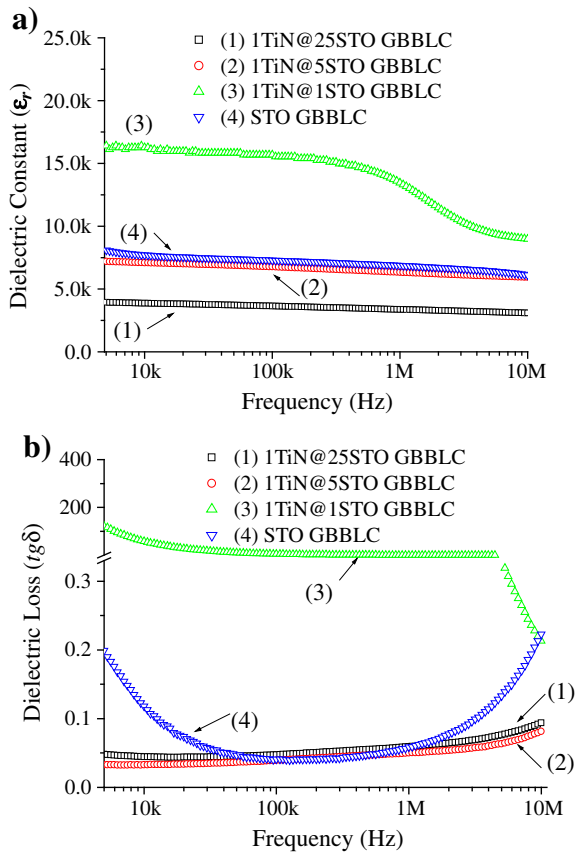 a)
(1) 1TiN@25STO GBBLC
(2) 1TiN@5STO GBBLC
(3) 1TiN@1STO GBBLC
(4) STO GBBLC
Dielectric Constant (εr)
25.0k
20.0k
15.0k
10.0k
5.0k
0.0
(3)
(4)
(2)
(1)
10k 100k 1M 10M
Frequency (Hz)
b)
(1) 1TiN@25STO GBBLC
(2) 1TiN@5STO GBBLC
(3) 1TiN@1STO GBBLC
(4) STO GBBLC
Dielectric Loss (tgδ)
400
200
0.3
0.2
0.1
0.0
(3)
(4)
(1)
(2)
10k 100k 1M 10M
Frequency (Hz)